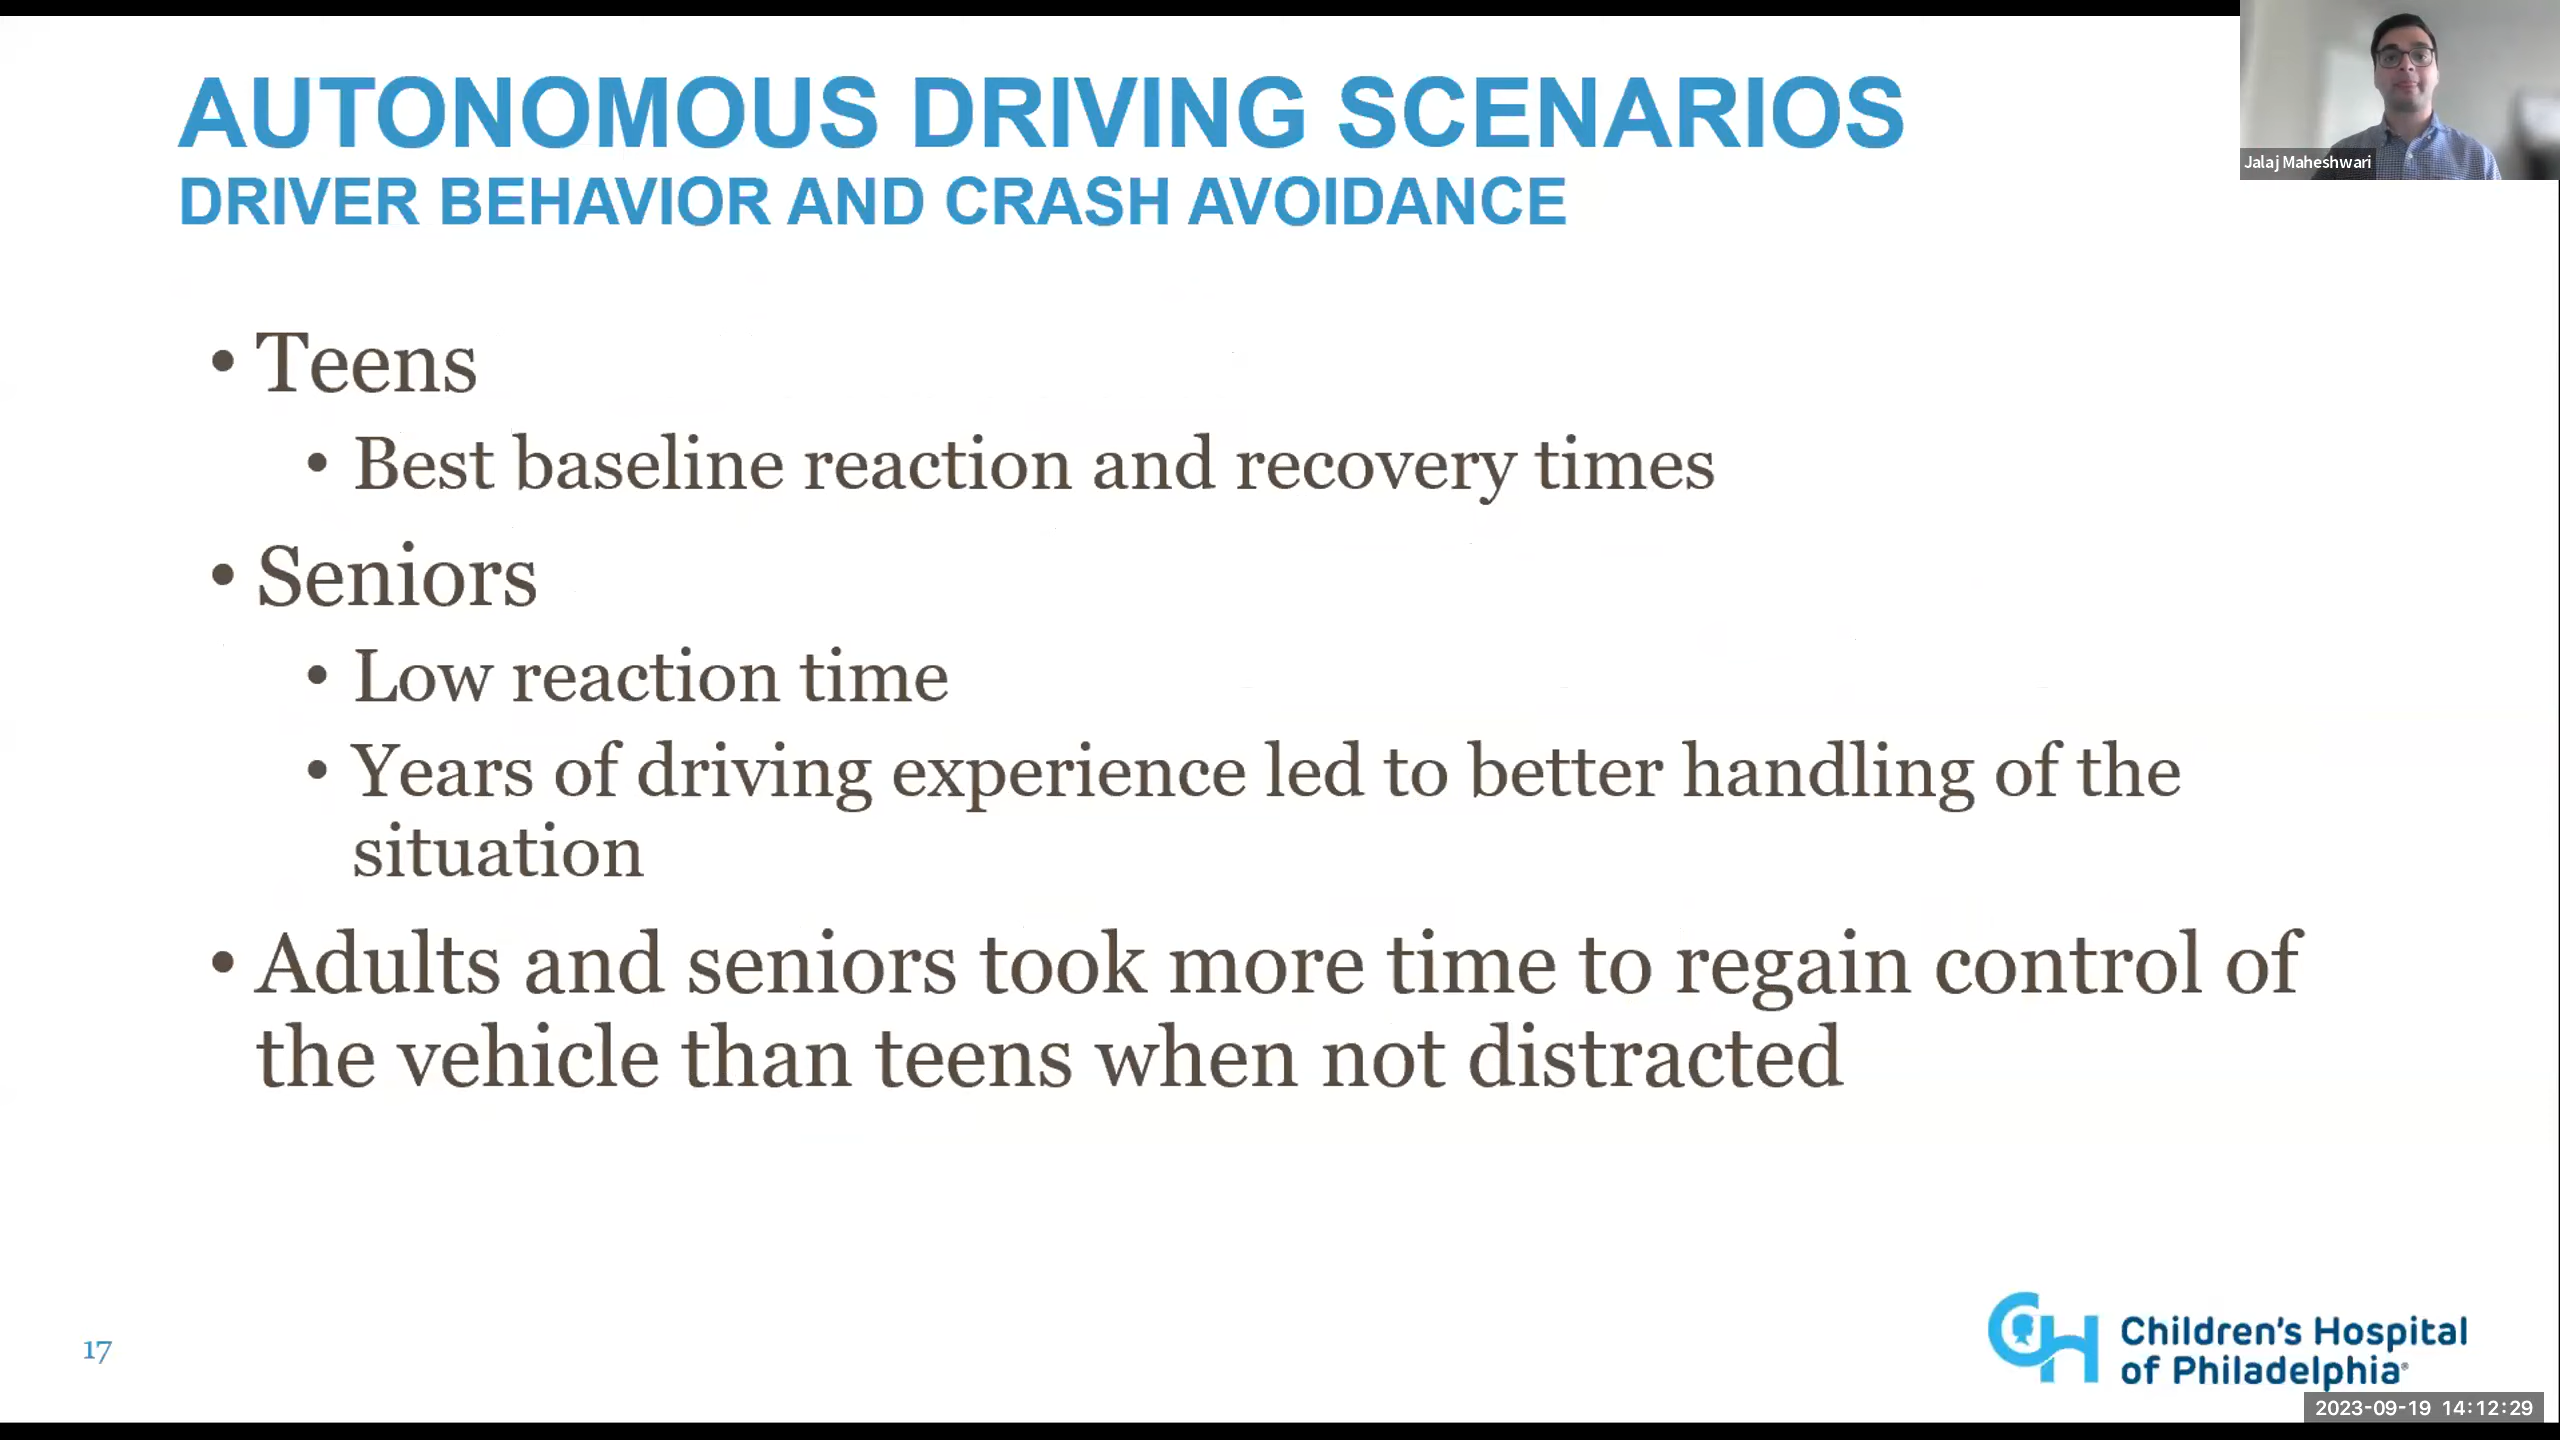 AUTONOMOUS DRIVING SCENARIOS
DRIVER BEHAVIOR AND CRASH AVOIDANCE
Jalaj Maheshwari
• Teens
• Best baseline reaction and recovery times
• Seniors
• Low reaction time
• Years of driving experience led to better handling of the
situation
• Adults and seniors took more time to regain control of
the vehicle than teens when not distracted
17
CH Children's Hospital
of Philadelphia®
2023-09-19 14:12:29